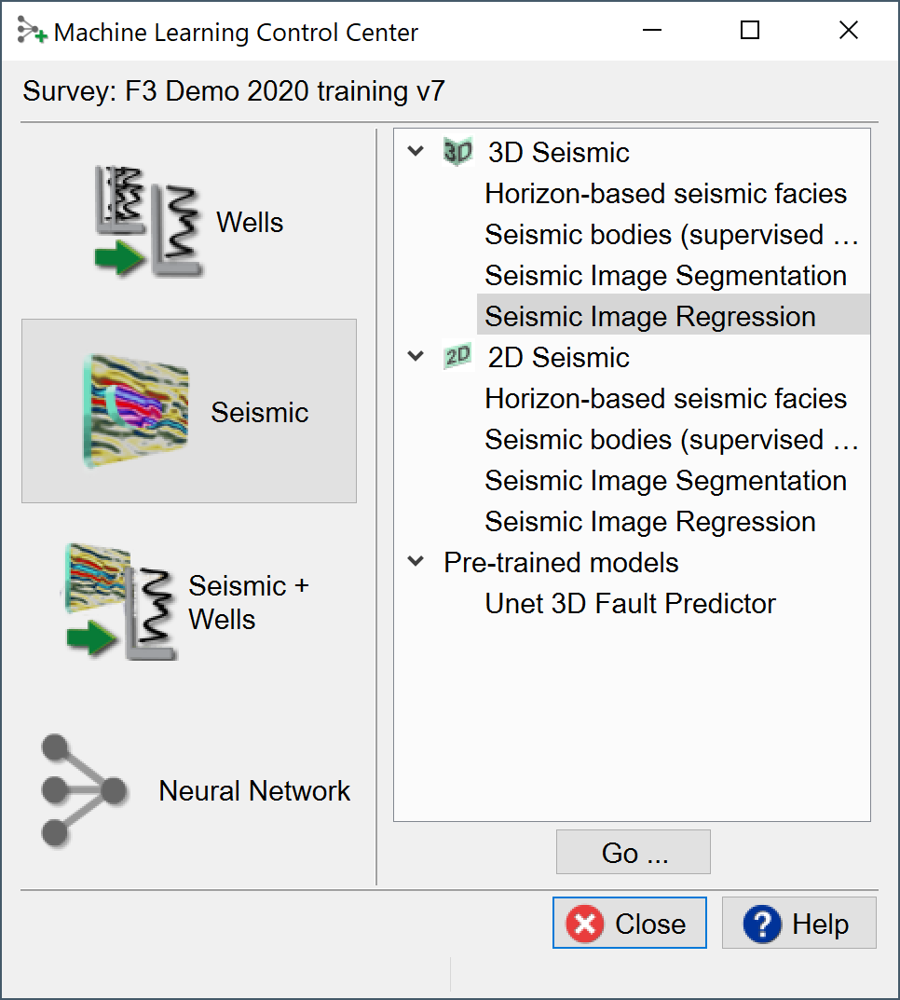 Machine Learning Control Center
Survey: F3 Demo 2020 training v7
Wells
Seismic
Seismic +
Wells
Neural Network
3D 3D Seismic
Horizon-based seismic facies
Seismic bodies (supervised ...
Seismic Image Segmentation
Seismic Image Regression
2D 2D Seismic
Horizon-based seismic facies
Seismic bodies (supervised ...
Seismic Image Segmentation
Seismic Image Regression
Pre-trained models
Unet 3D Fault Predictor
Go ...
Close
? Help